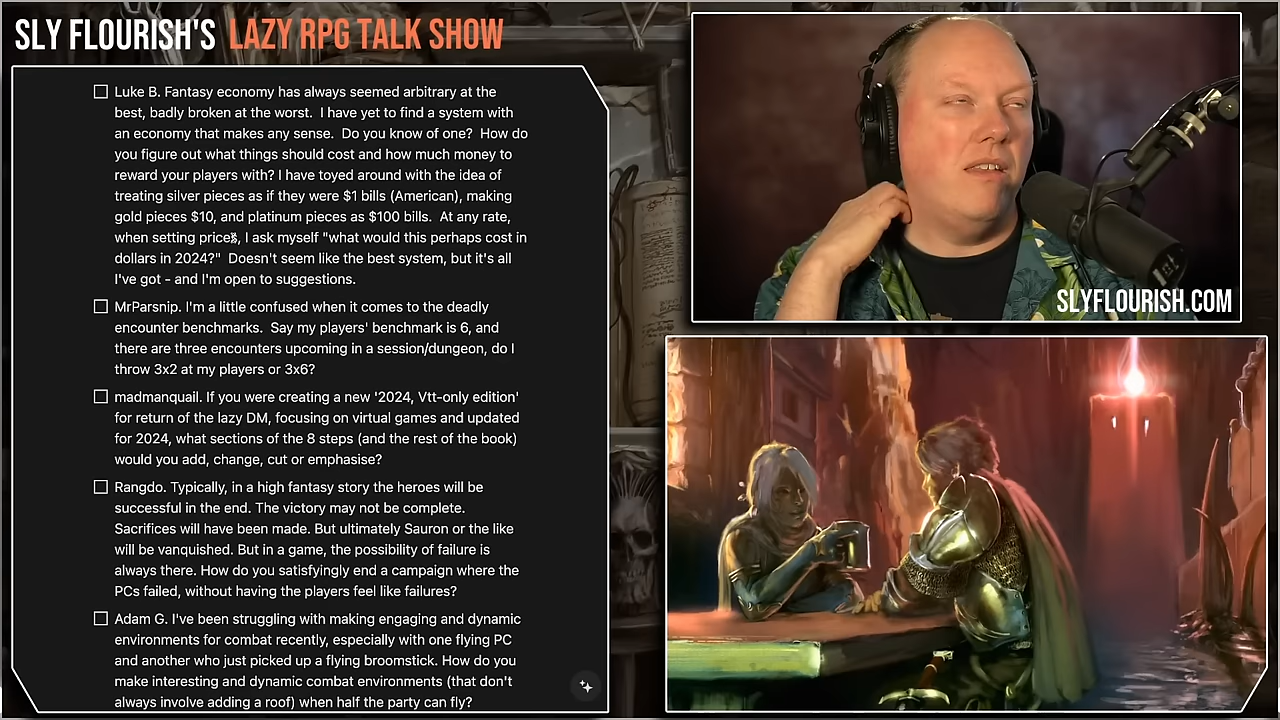 SLY FLOURISH'S LAZY RPG TALK SHOW
Luke B. Fantasy economy has always seemed arbitrary at the
best, badly broken at the worst.  I have yet to find a system with
an economy that makes any sense.  Do you know of one?  How do
you figure out what things should cost and how much money to
reward your players with? I have toyed around with the idea of
treating silver pieces as if they were $1 bills (American), making
gold pieces $10, and platinum pieces as $100 bills.  At any rate,
when setting prices, I ask myself "what would this perhaps cost in
dollars in 2024?"  Doesn't seem like the best system, but it's all
I've got - and I'm open to suggestions.
MrParsnip. I'm a little confused when it comes to the deadly
encounter benchmarks.  Say my players' benchmark is 6, and
there are three encounters upcoming in a session/dungeon, do I
throw 3x2 at my players or 3x6?
madmanquail. If you were creating a new '2024, Vtt-only edition'
for return of the lazy DM, focusing on virtual games and updated
for 2024, what sections of the 8 steps (and the rest of the book)
would you add, change, cut or emphasise?
Rangdo. Typically, in a high fantasy story the heroes will be
successful in the end. The victory may not be complete.
Sacrifices will have been made. But ultimately Sauron or the like
will be vanquished. But in a game, the possibility of failure is
always there. How do you satisfyingly end a campaign where the
PCs failed, without having the players feel like failures?
Adam G. I've been struggling with making engaging and dynamic
environments for combat recently, especially with one flying PC
and another who just picked up a flying broomstick. How do you
make interesting and dynamic combat environments (that don't
always involve adding a roof) when half the party can fly?
SLYFLOURISH.COM